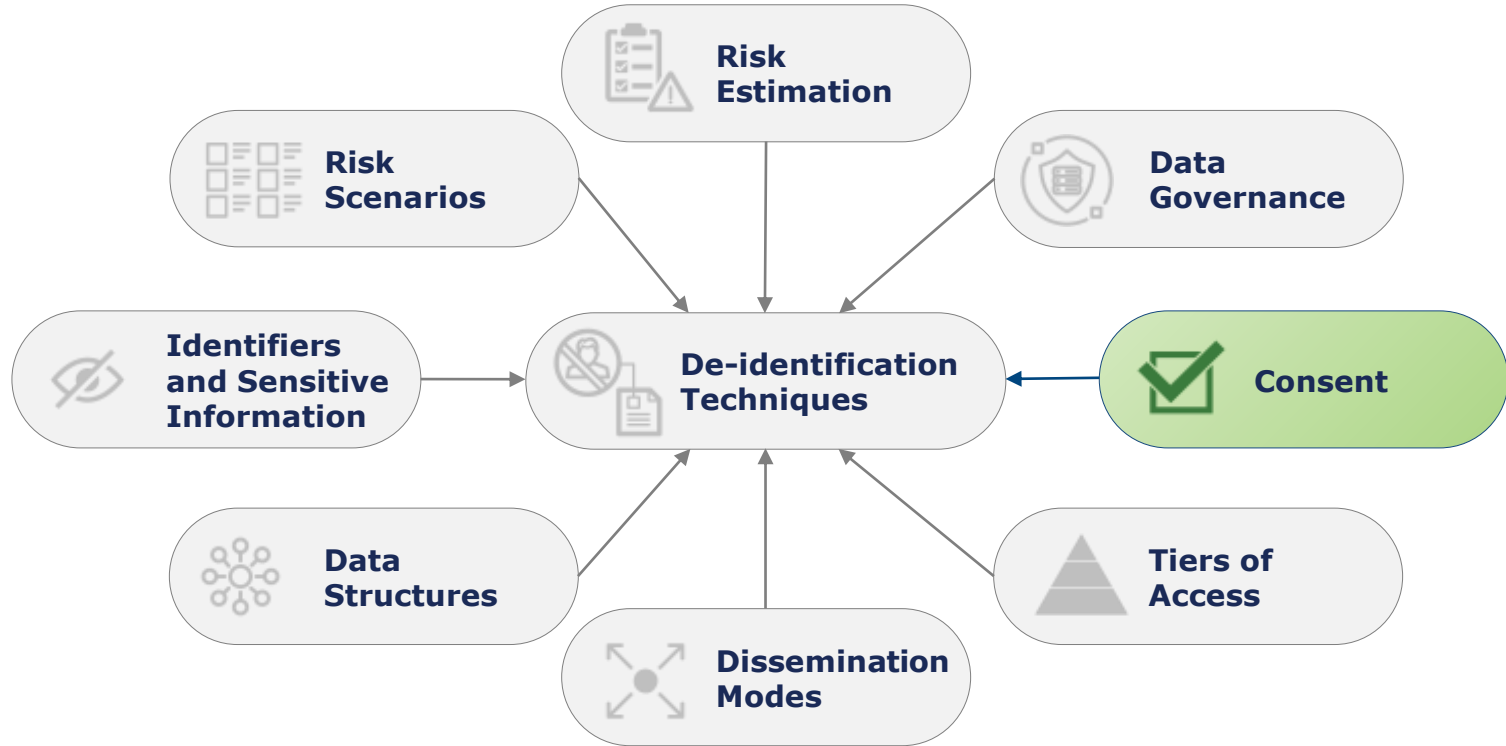 Risk
Estimation
Risk
Scenarios
Data
Governance
Identifiers
and Sensitive
Information
De-identification
Techniques
Consent
Data
Structures
Tiers of
Access
Dissemination
Modes